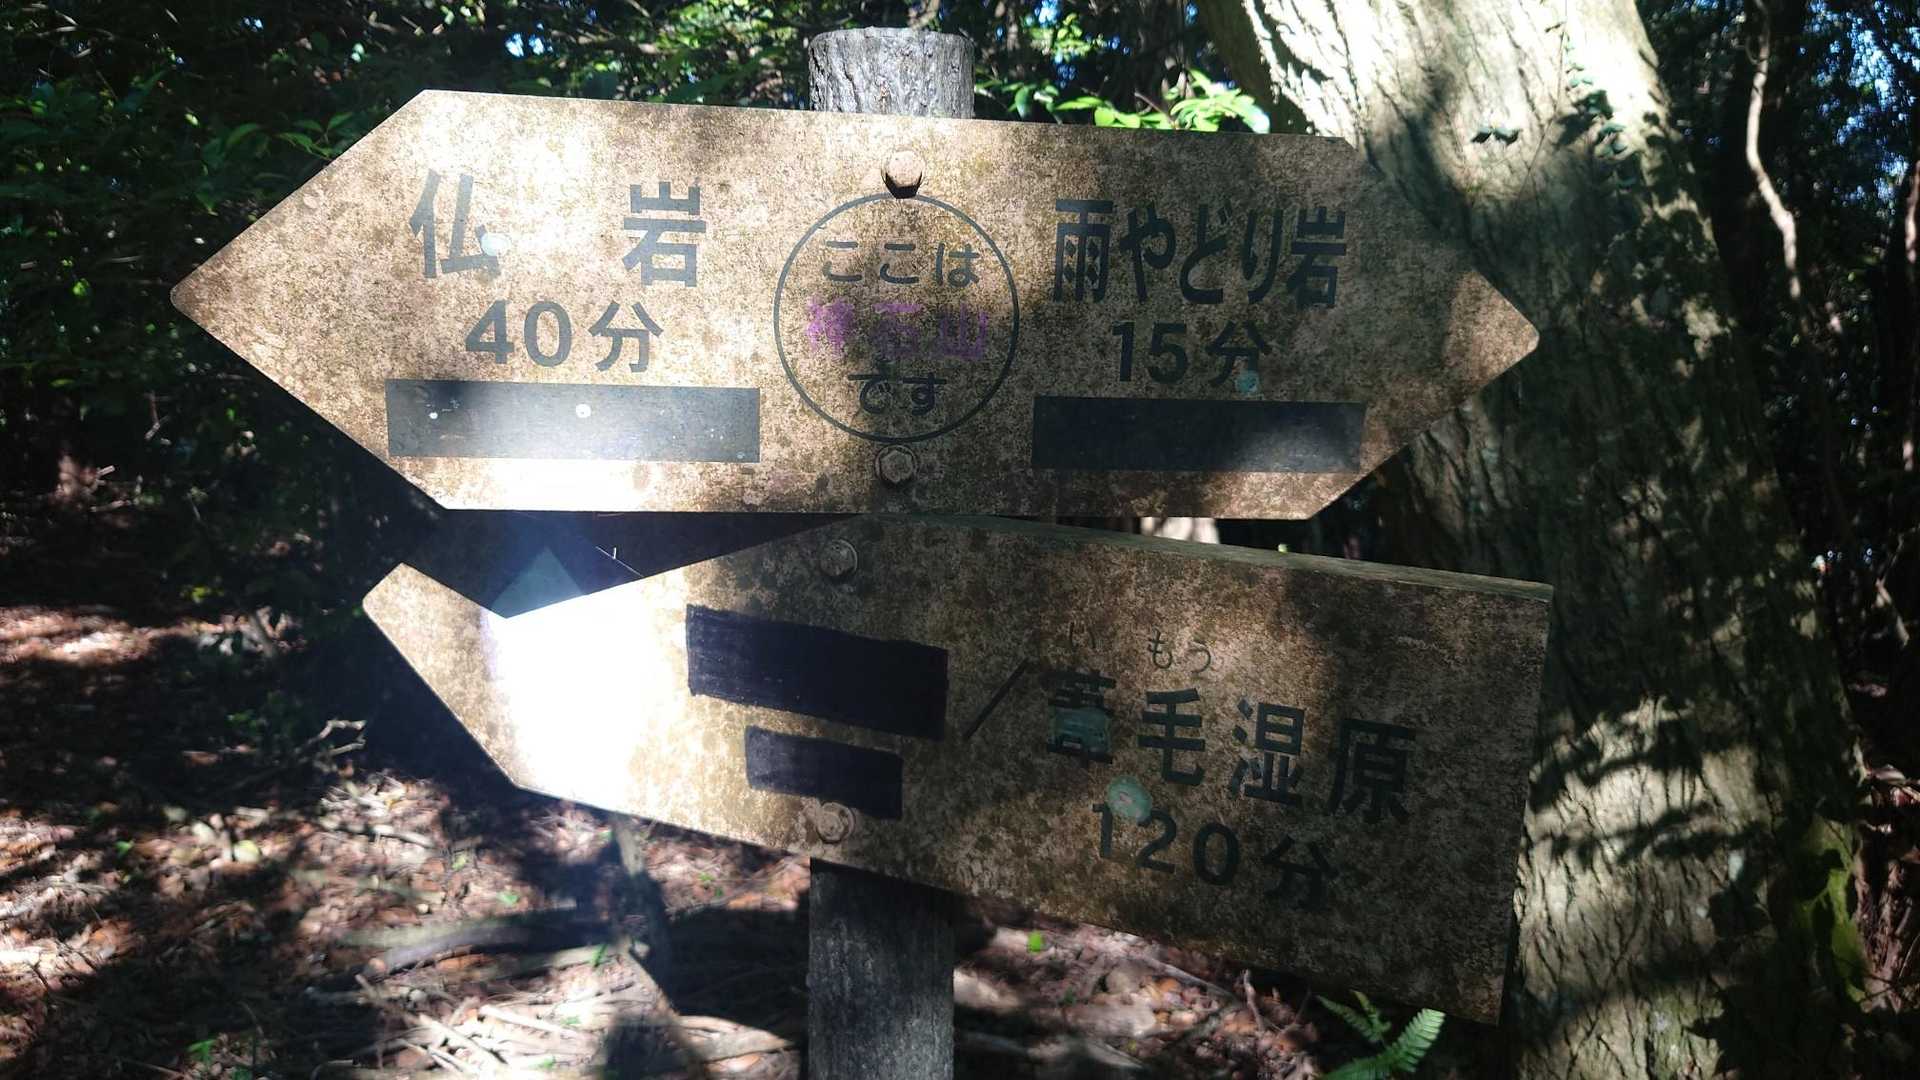 仏岩
40分
ここは
神石山
です
雨やどり岩
15分
い もう
/葦毛湿原
120分